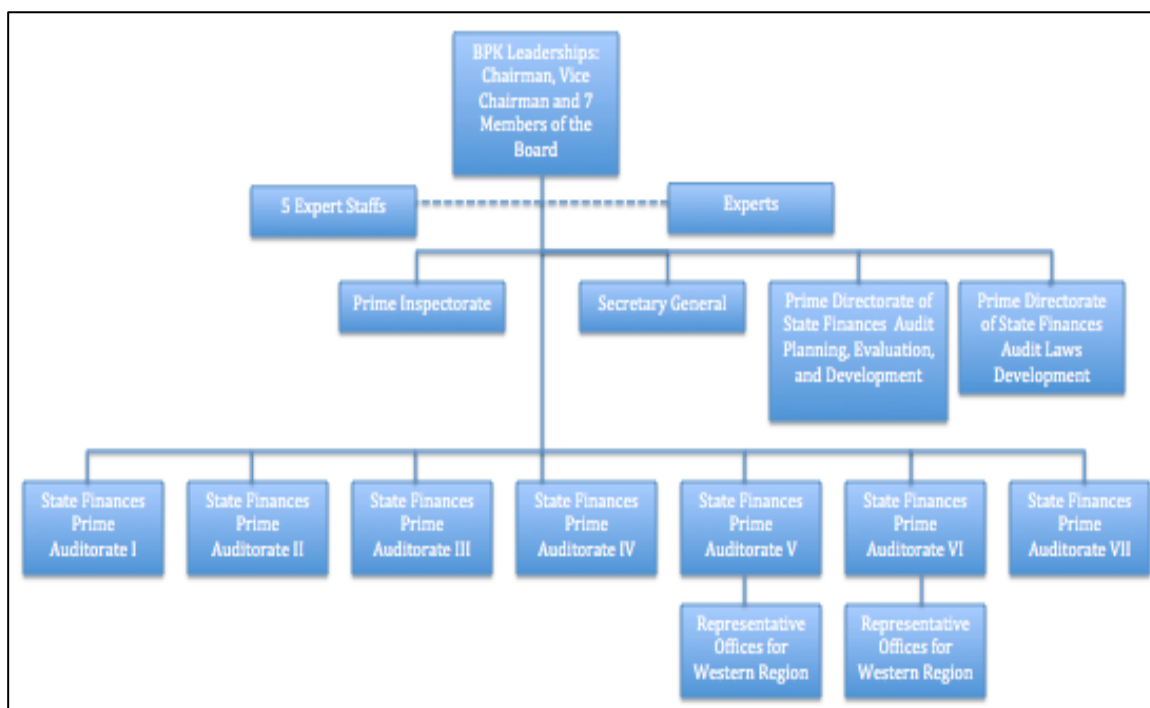 BPK Leaderships:
Chairman, Vice
Chairman and 7
Members of the
Board
5 Expert Staffs
Experts
Prime Inspectorate
Secretary General
Prime Directorate of
State Finances Audit
Planning, Evaluation,
and Development
Prime Directorate
of State Finances
Audit Laws
Development
State Finances
Prime
Auditorate I
State Finances
Prime
Auditorate II
State Finances
Prime
Auditorate III
State Finances
Prime
Auditorate IV
State Finances
Prime
Auditorate V
State Finances
Prime
Auditorate VI
State Finances
Prime
Auditorate VII
Representative
Offices for
Western Region
Representative
Offices for
Western Region